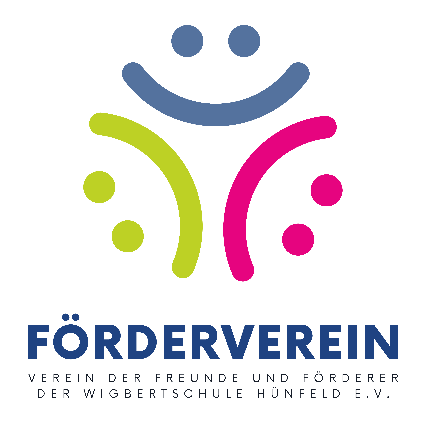 FÖRDERVEREIN
VEREIN DER FREUNDE UND FÖRDERER
DER WIGBERTSCHULE HÜNFELD E.V.